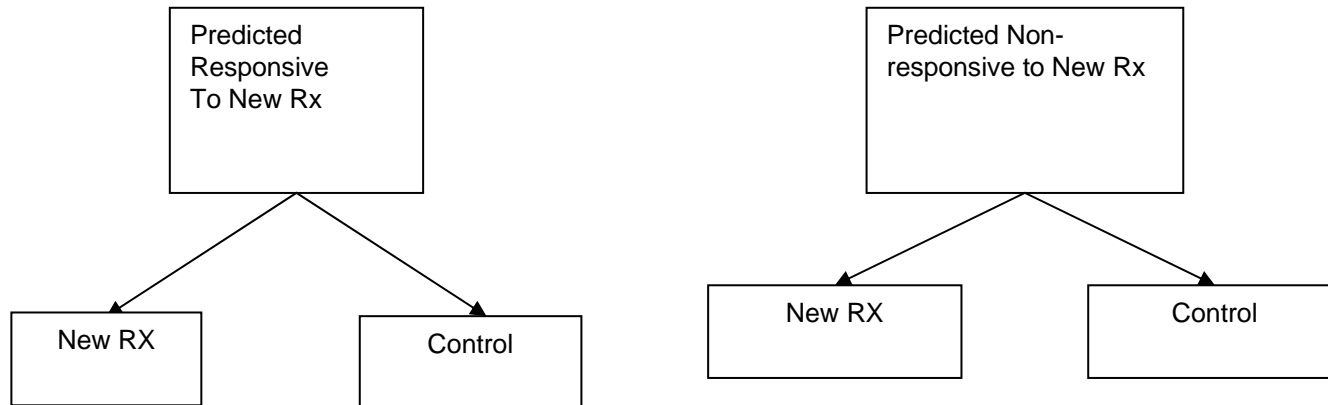 Predicted
Responsive
To New Rx
Predicted Non-
responsive to New Rx
New RX
Control
New RX
Control